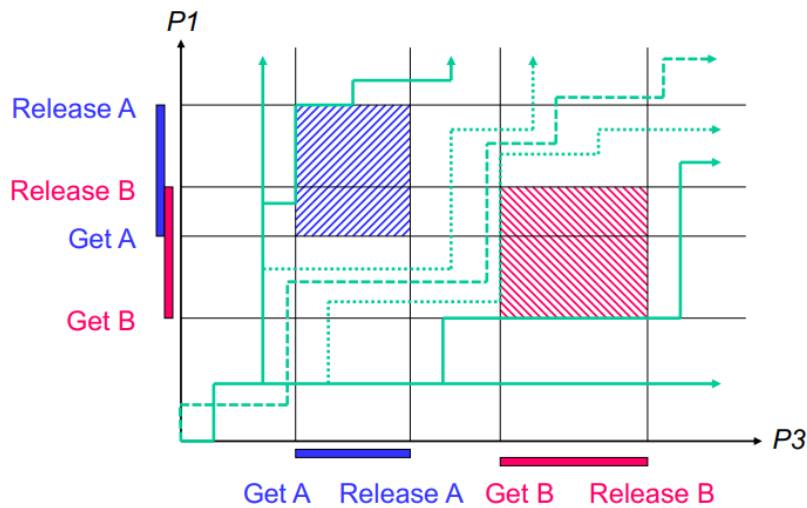 P1
Release A
Release B
Get A
Get B
P3
Get A Release A Get B Release B